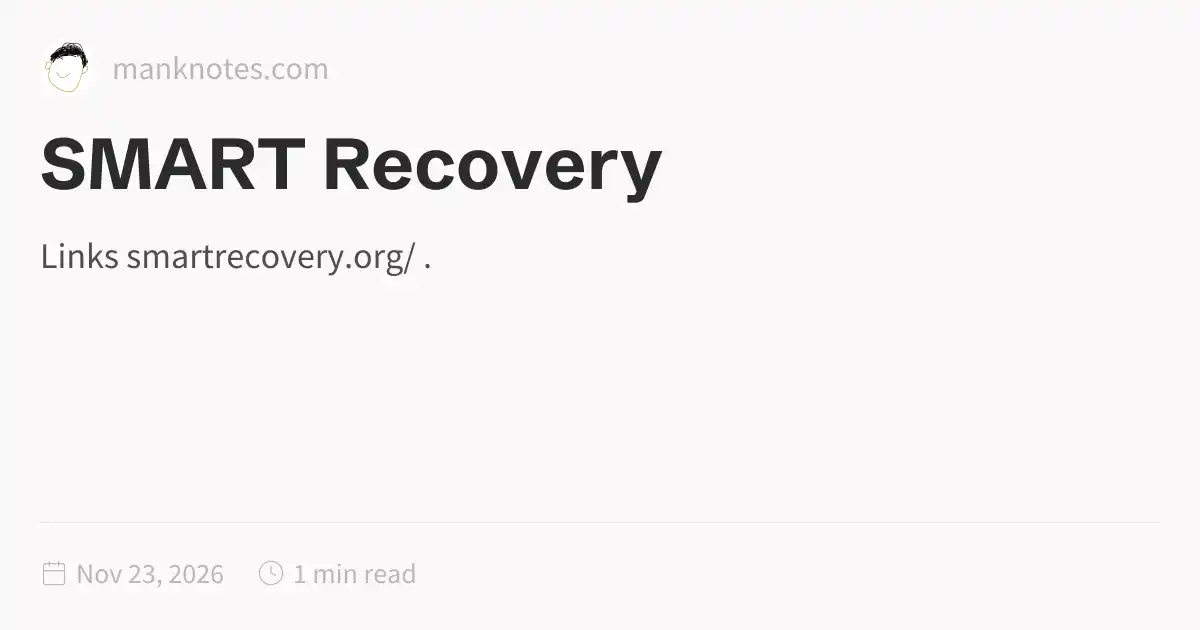 manknotes.com
SMART Recovery
Links smartrecovery.org/ .
Nov 23, 2026 1 min read